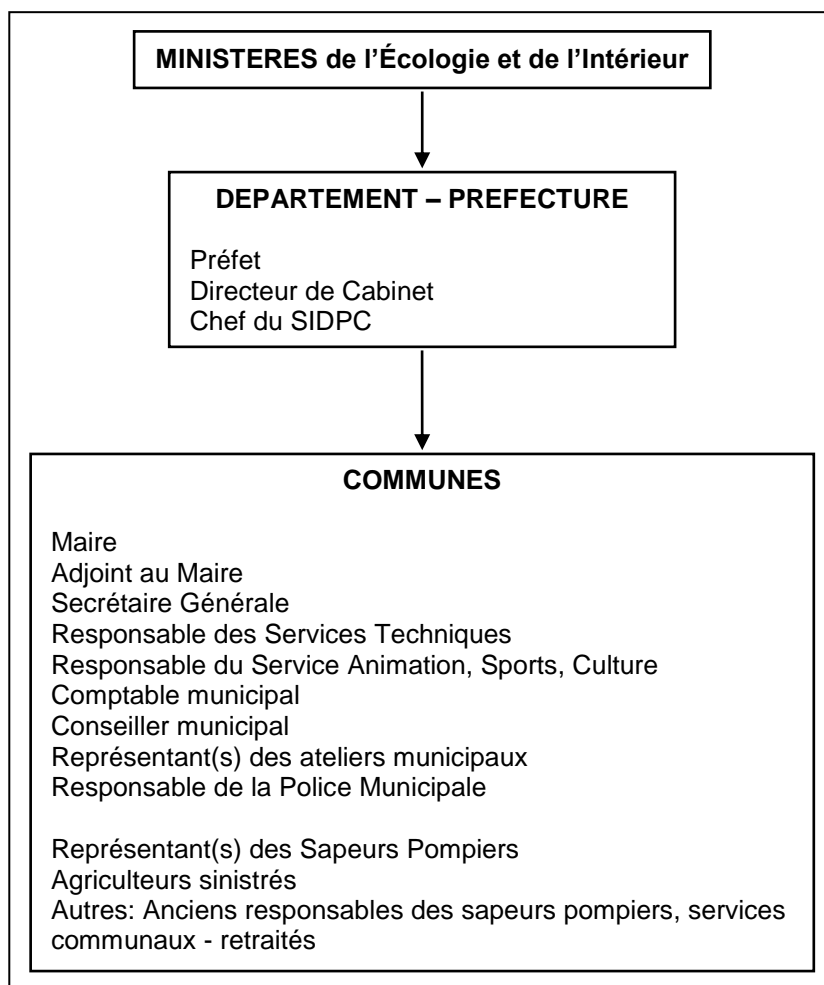 MINISTERES de l’Écologie et de l’Intérieur
DEPARTEMENT – PREFECTURE
Préfet
Directeur de Cabinet
Chef du SIDPC
COMMUNES
Maire
Adjoint au Maire
Secrétaire Générale
Responsable des Services Techniques
Responsable du Service Animation, Sports, Culture
Comptable municipal
Conseiller municipal
Représentant(s) des ateliers municipaux
Responsable de la Police Municipale
Représentant(s) des Sapeurs Pompiers
Agriculteurs sinistrés
Autres: Anciens responsables des sapeurs pompiers, services
communaux - retraités